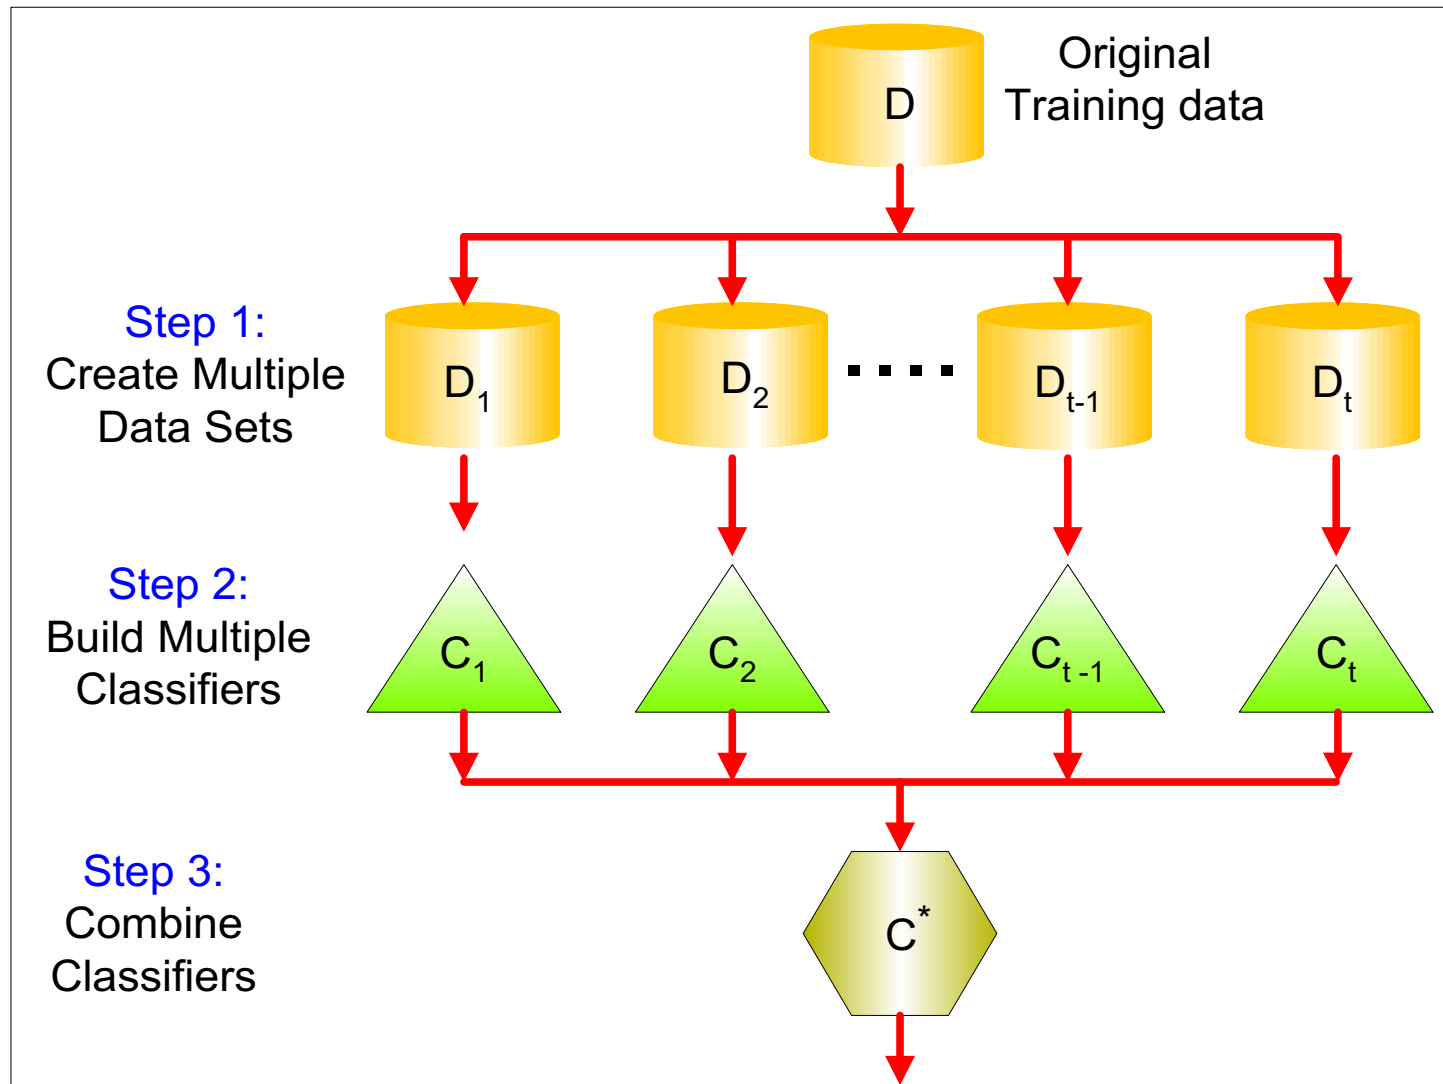 Original
Training data
D
Step 1:
Create Multiple
Data Sets
D1
D2
....
Dt-1
Dt
Step 2:
Build Multiple
Classifiers
C1
C2
Ct -1
Ct
Step 3:
Combine
Classifiers
C*